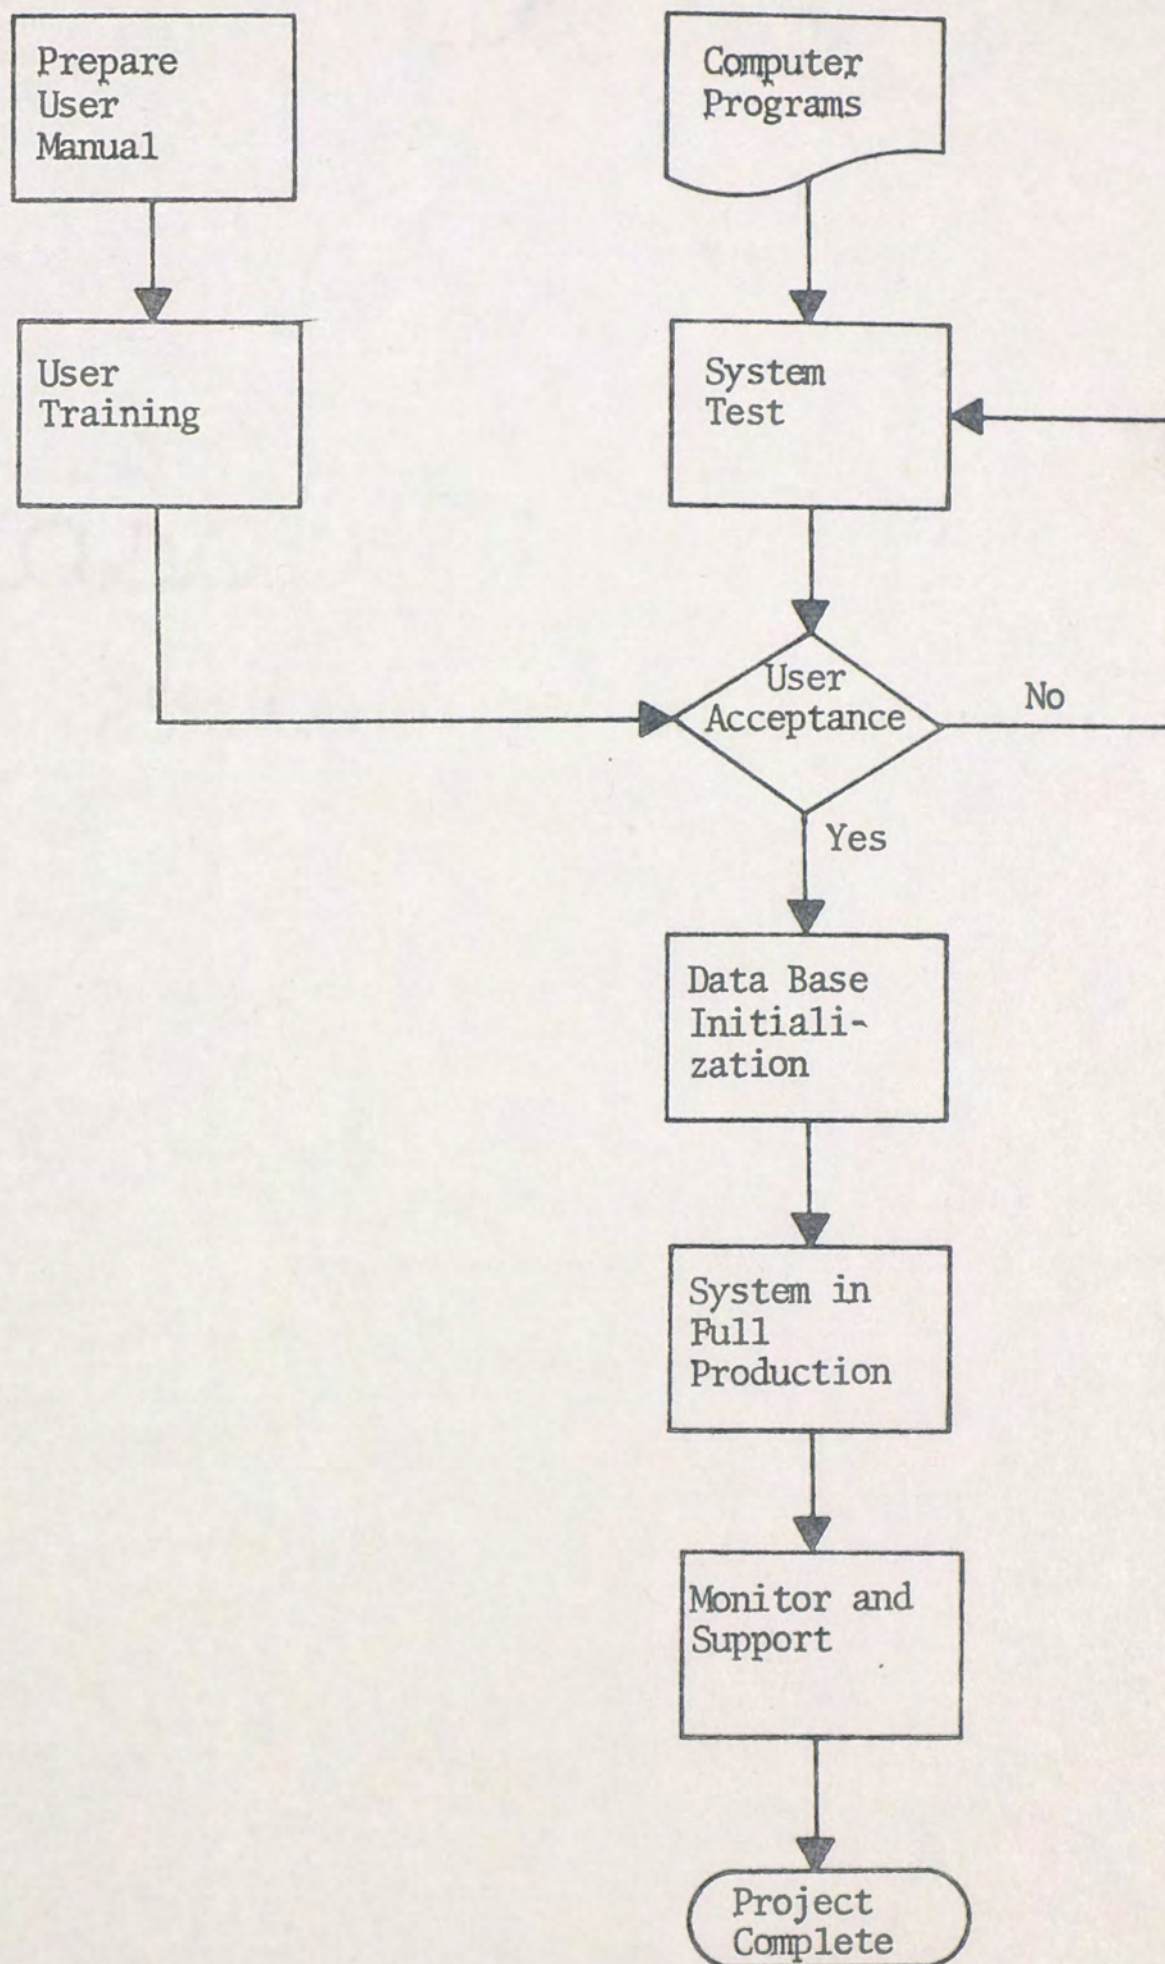 Prepare
User
Manual
Computer
Programs
User
Training
System
Test
User
Acceptance
No
Yes
Data Base
Initiali-
zation
System in
Full
Production
Monitor and
Support
Project
Complete